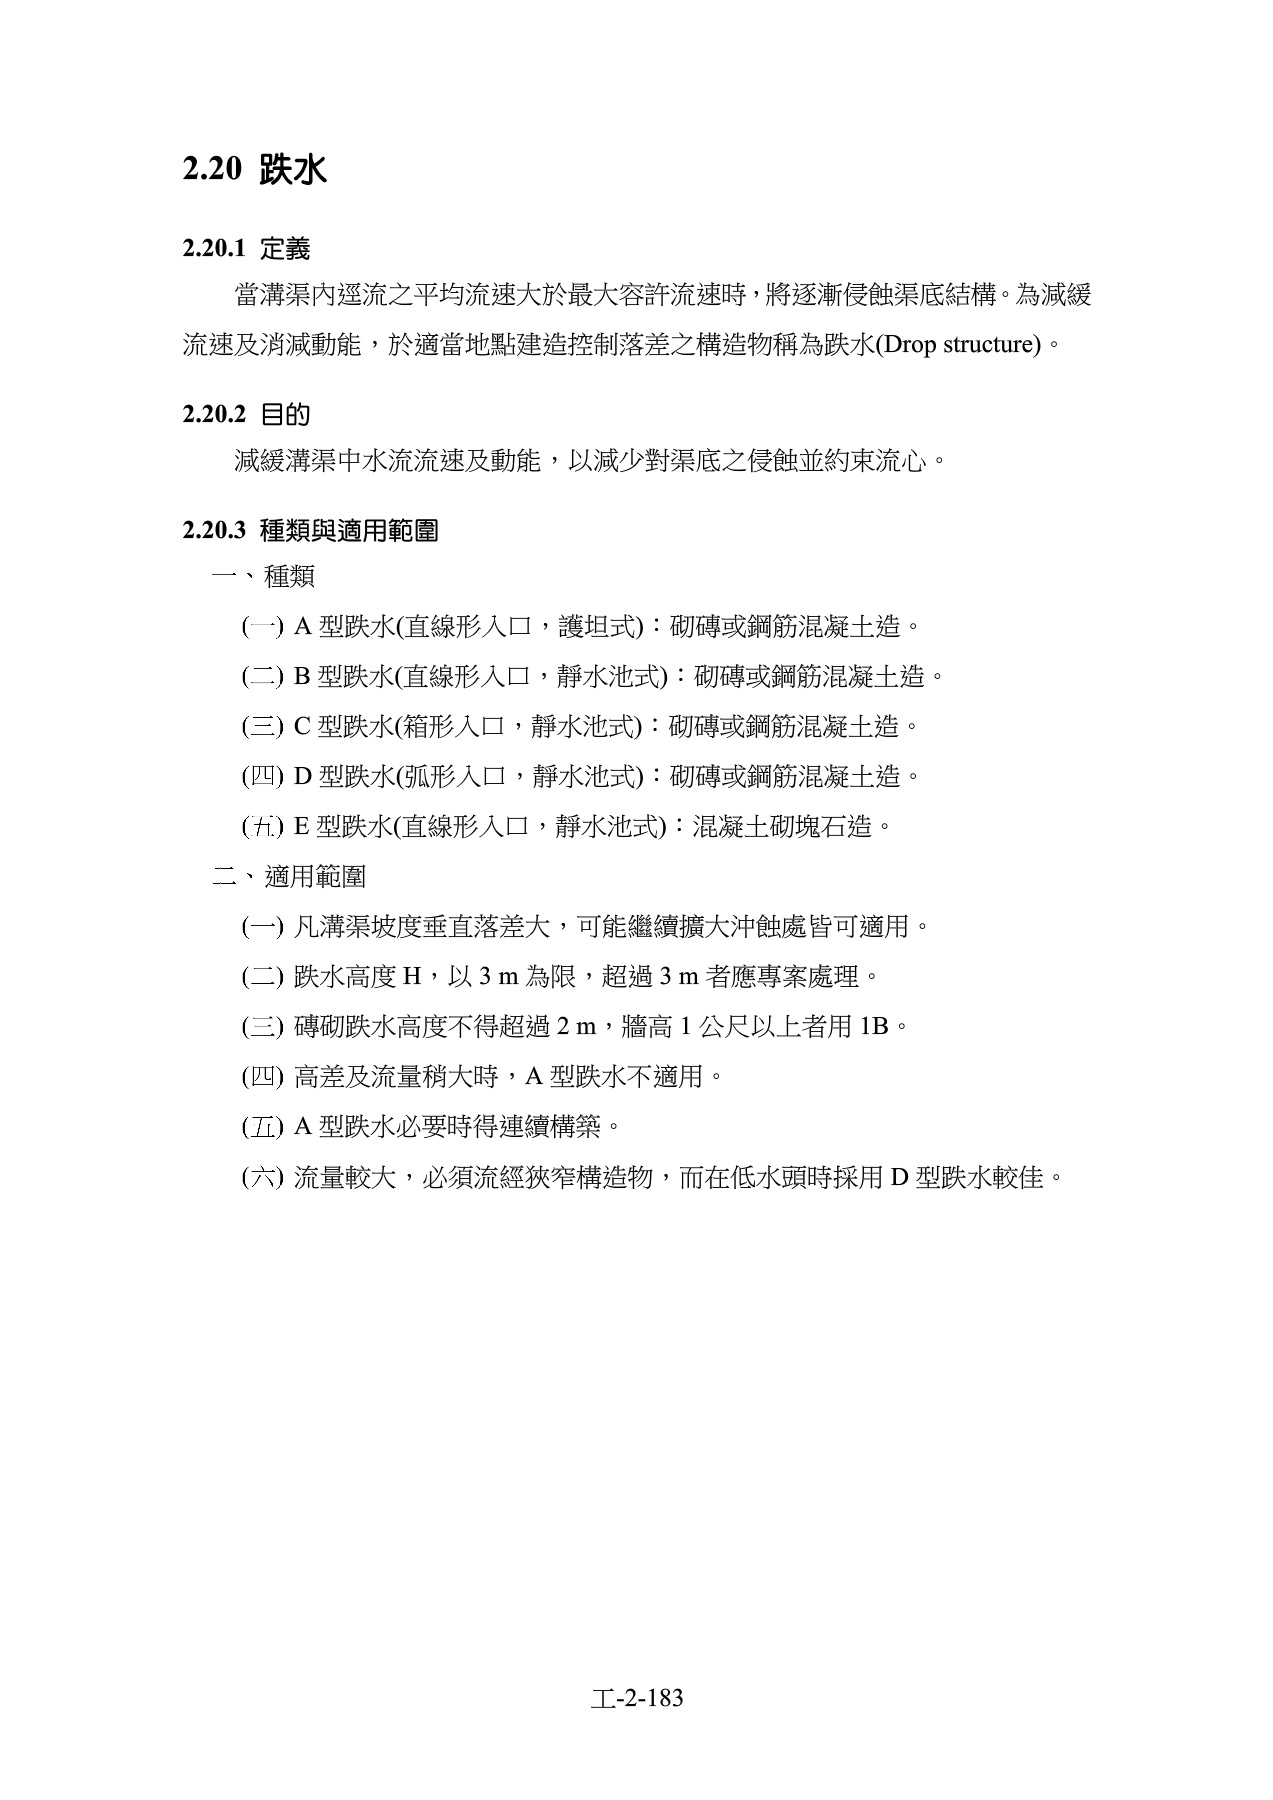 2.20 跌水
2.20.1 定義
當溝渠內逕流之平均流速大於最大容許流速時，將逐漸侵蝕渠底結構。為減緩
流速及消減動能，於適當地點建造控制落差之構造物稱為跌水(Drop structure)。
2.20.2 目的
減緩溝渠中水流流速及動能，以減少對渠底之侵蝕並約束流心。
2.20.3 種類與適用範圍
一、種類
(一) A 型跌水(直線形入口，護坦式)：砌磚或鋼筋混凝土造。
(二) B 型跌水(直線形入口，靜水池式)：砌磚或鋼筋混凝土造。
(三) C 型跌水(箱形入口，靜水池式)：砌磚或鋼筋混凝土造。
(四) D 型跌水(弧形入口，靜水池式)：砌磚或鋼筋混凝土造。
(五) E 型跌水(直線形入口，靜水池式)：混凝土砌塊石造。
二、適用範圍
(一) 凡溝渠坡度垂直落差大，可能繼續擴大沖蝕處皆可適用。
(二) 跌水高度 H，以 3 m 為限，超過 3 m 者應專案處理。
(三) 磚砌跌水高度不得超過 2 m，牆高 1 公尺以上者用 1B。
(四) 高差及流量稍大時，A 型跌水不適用。
(五) A 型跌水必要時得連續構築。
(六) 流量較大，必須流經狹窄構造物，而在低水頭時採用 D 型跌水較佳。
工-2-183